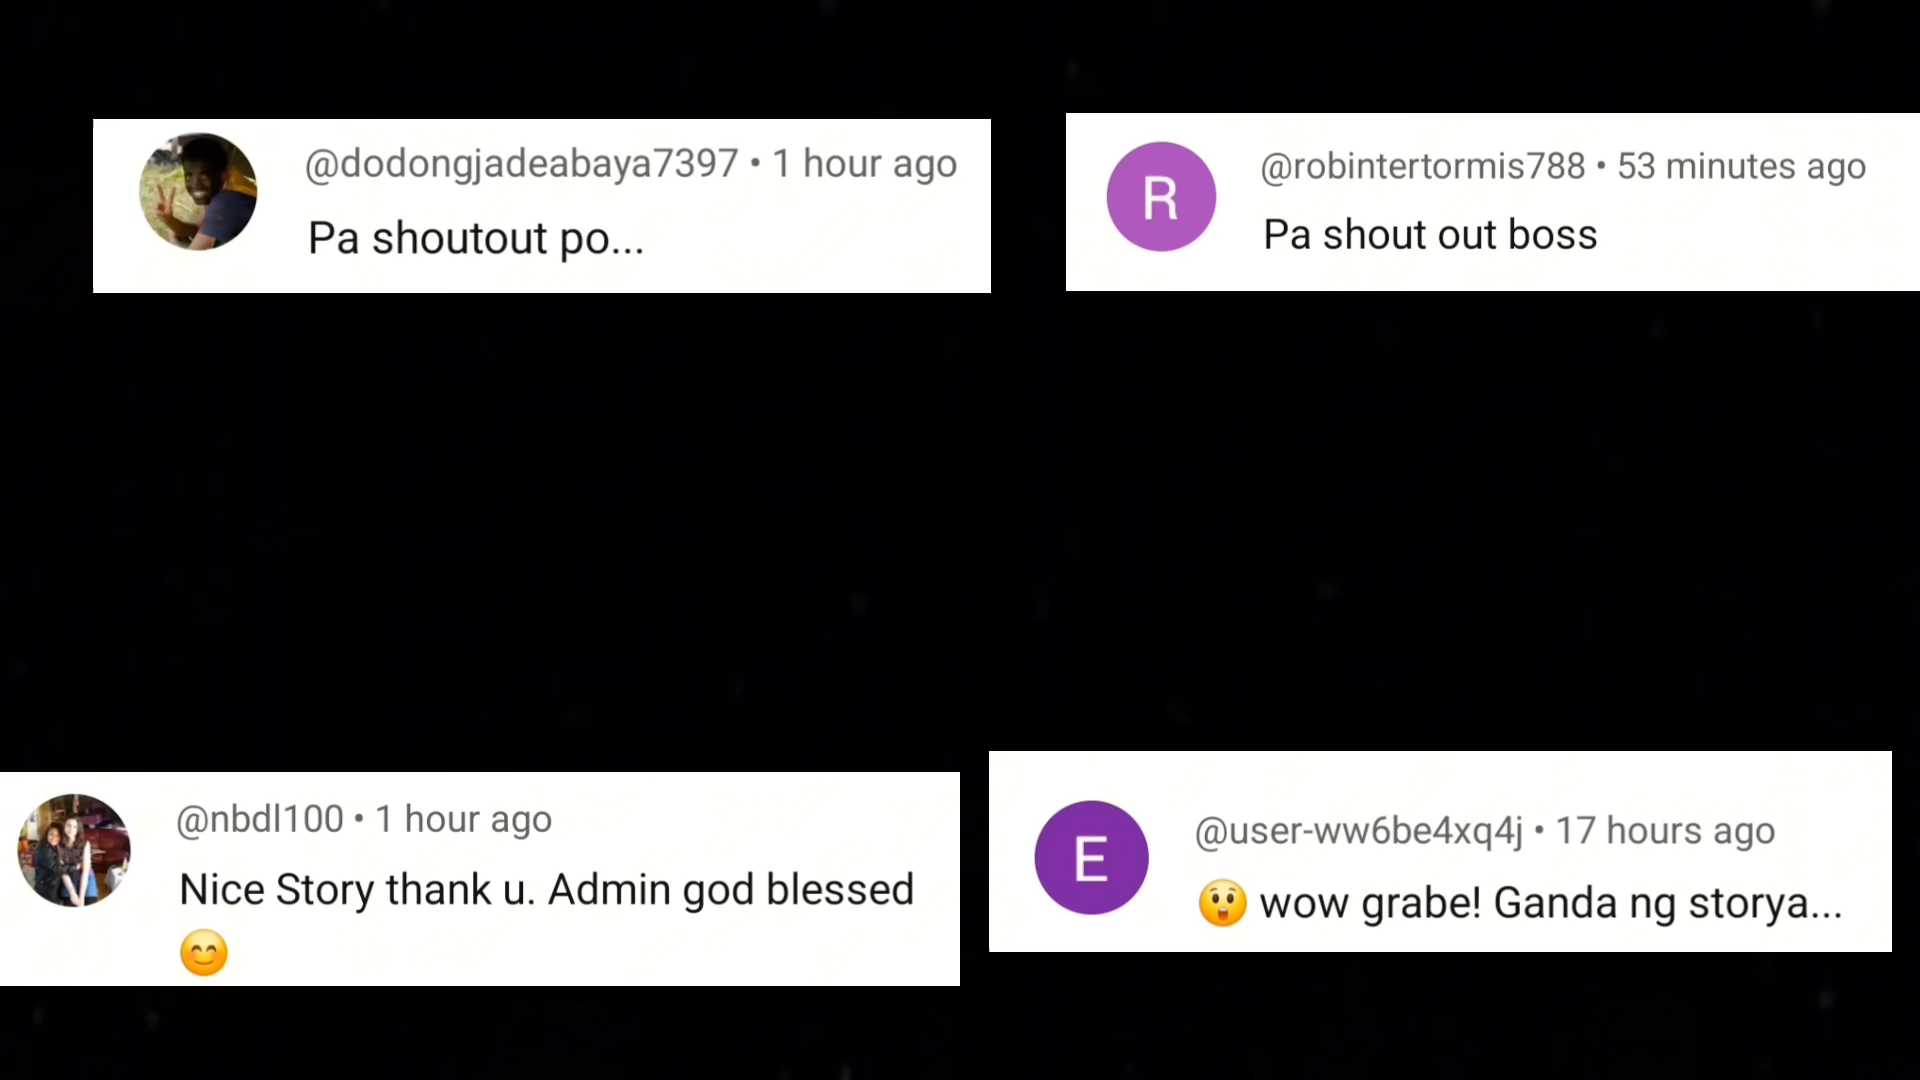 @dodongjadeabaya7397 • 1 hour ago
Pa shoutout po...
R
@robintertormis788 • 53 minutes ago
Pa shout out boss
@nbdl100 • 1 hour ago
Nice Story thank u. Admin god blessed
😊
E
@user-ww6be4xq4j • 17 hours ago
😲 wow grabe! Ganda ng storya...